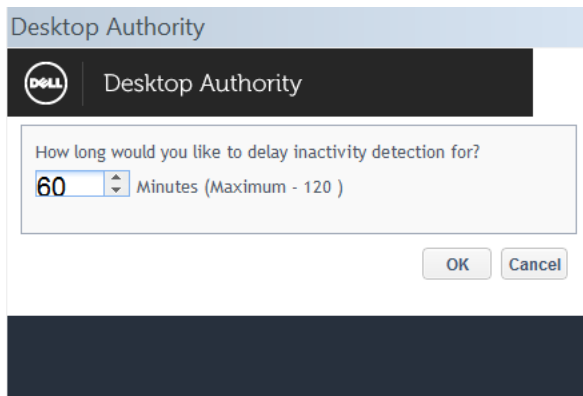 Desktop Authority
DELL Desktop Authority
How long would you like to delay inactivity detection for?
60 Minutes (Maximum - 120 )
OK Cancel